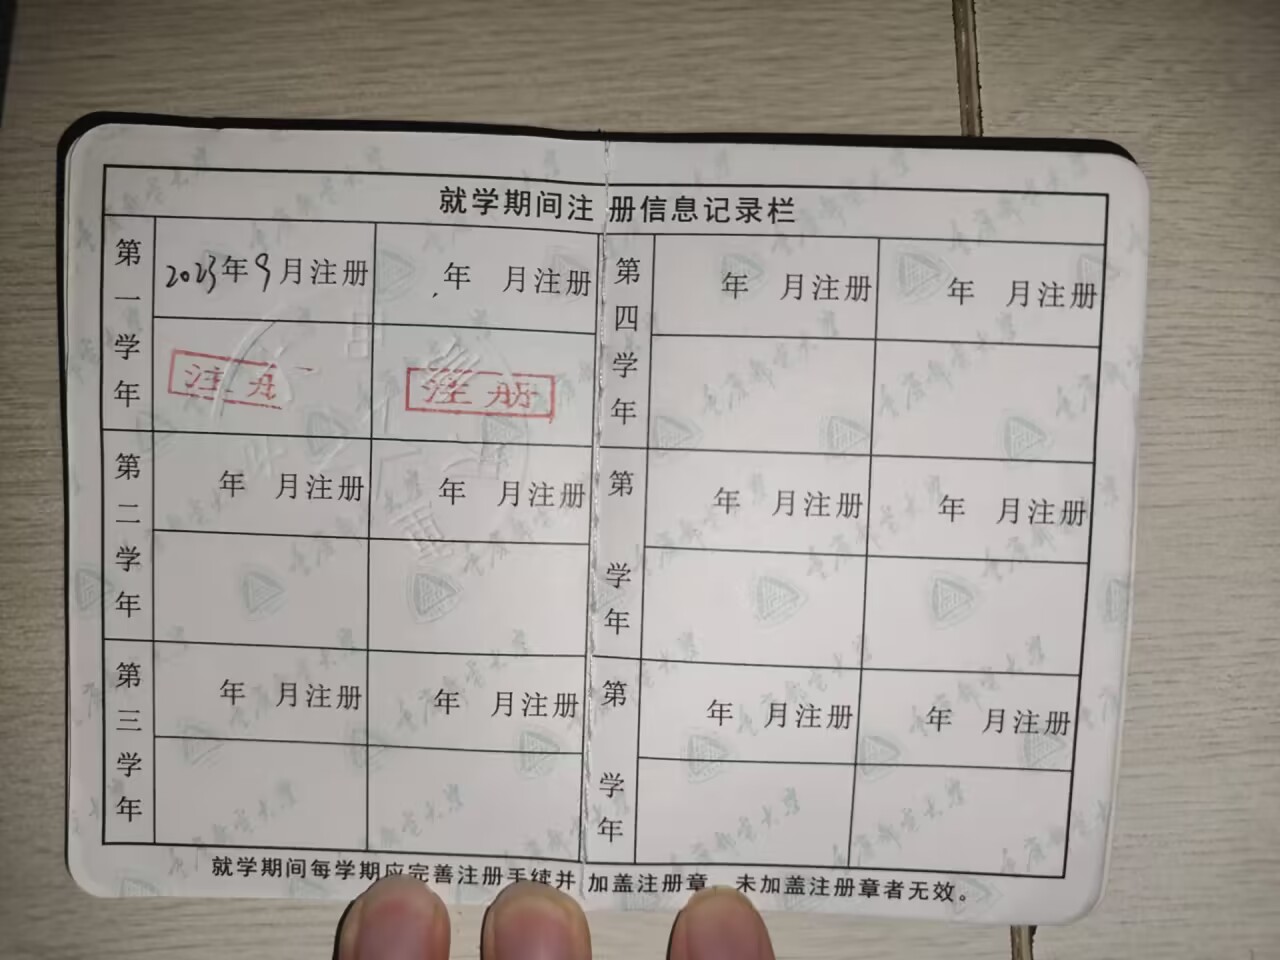 就学期间注册信息记录栏
第一学年
2023年9月注册
年 月注册
注册
注册
第二学年
年 月注册
年 月注册
第三学年
年 月注册
年 月注册
第四学年
年 月注册
年 月注册
第 学年
年 月注册
年 月注册
第 学年
年 月注册
年 月注册
就学期间每学期应完善注册手续并加盖注册章，未加盖注册章者无效。